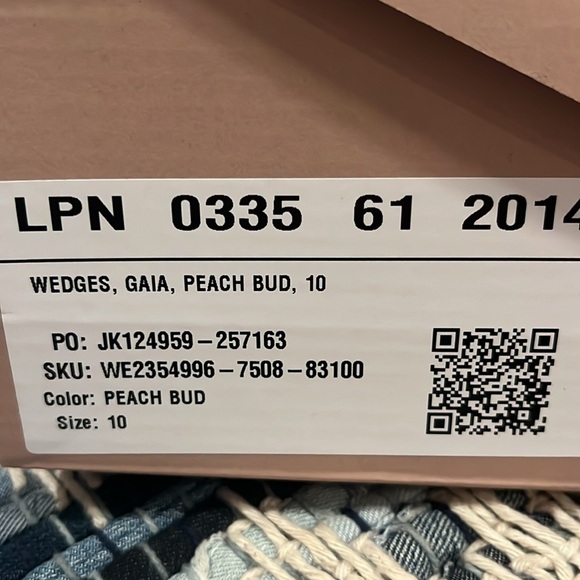 LPN 0335 61 2014
WEDGES, GAIA, PEACH BUD, 10
PO: JK124959-257163
SKU: WE2354996-7508-83100
Color: PEACH BUD
Size: 10